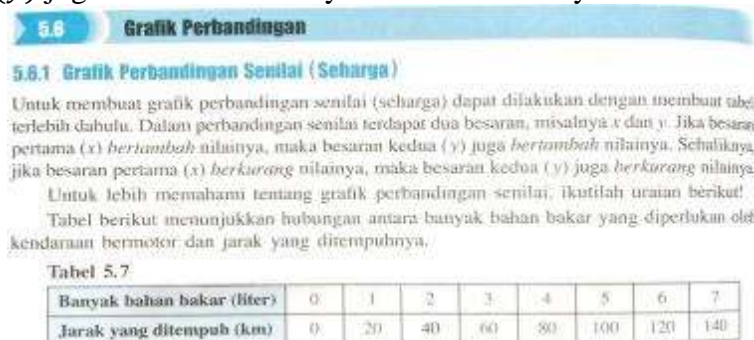 5.6 Grafik Perbandingan
5.6.1 Grafik Perbandingan Senilai (Seharga)
Untuk membuat grafik perbandingan senilai (seharga) dapat dilakukan dengan membuat tabel
terlebih dahulu. Dalam perbandingan senilai terdapat dua besaran, misalnya x dan y. Jika besaran
pertama (x) bertambah nilainya, maka besaran kedua (y) juga bertambah nilainya. Sebaliknya,
jika besaran pertama (x) berkurang nilainya, maka besaran kedua (y) juga berkurang nilainya.
Untuk lebih memahami tentang grafik perbandingan senilai, ikutilah uraian berikut!
Tabel berikut menunjukkan hubungan antara banyak bahan bakar yang diperlukan oleh
kendaraan bermotor dan jarak yang ditempuhnya.
Tabel 5.7
Banyak bahan bakar (liter) 0 1 2 3 4 5 6 7
Jarak yang ditempuh (km) 0 20 40 60 80 100 120 140